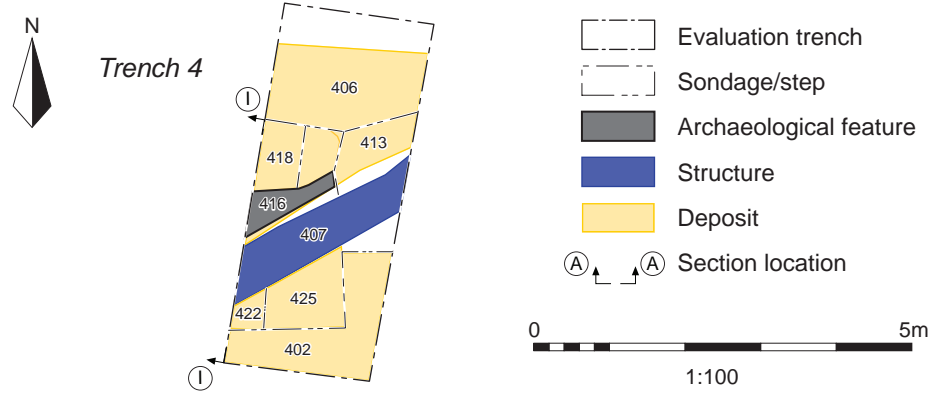 N
Trench 4
I
406
413
418
416
407
425
422
402
I
Evaluation trench
Sondage/step
Archaeological feature
Structure
Deposit
A A Section location
0 5m
1:100